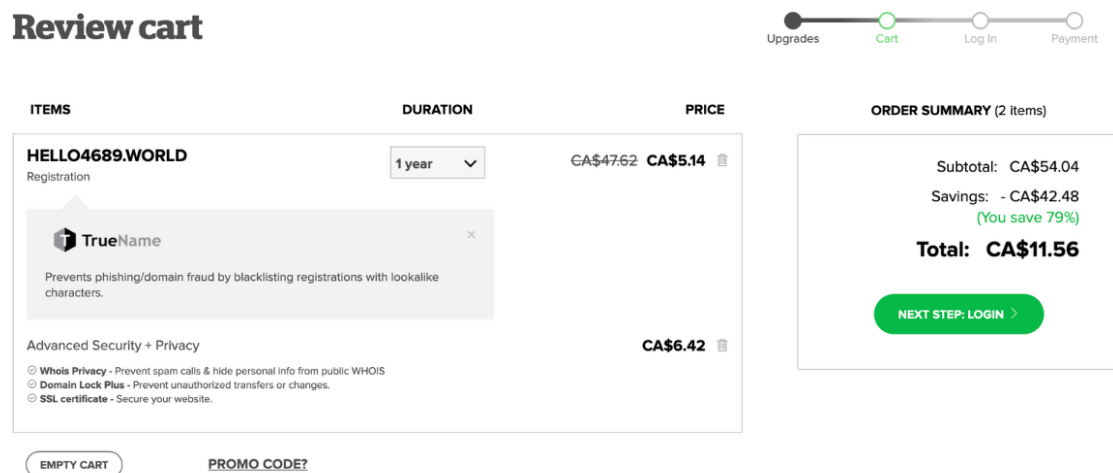 Review cart
Upgrades
Cart
Log In
Payment
ITEMS
DURATION
PRICE
ORDER SUMMARY (2 items)
HELLO4689.WORLD
Registration
1 year
CA$47.62 CA$5.14
TrueName
×
Prevents phishing/domain fraud by blacklisting registrations with lookalike
characters.
Advanced Security + Privacy
CA$6.42
Whois Privacy - Prevent spam calls & hide personal info from public WHOIS
Domain Lock Plus - Prevent unauthorized transfers or changes.
SSL certificate - Secure your website.
EMPTY CART
PROMO CODE?
Subtotal: CA$54.04
Savings: - CA$42.48
(You save 79%)
Total: CA$11.56
NEXT STEP: LOGIN >